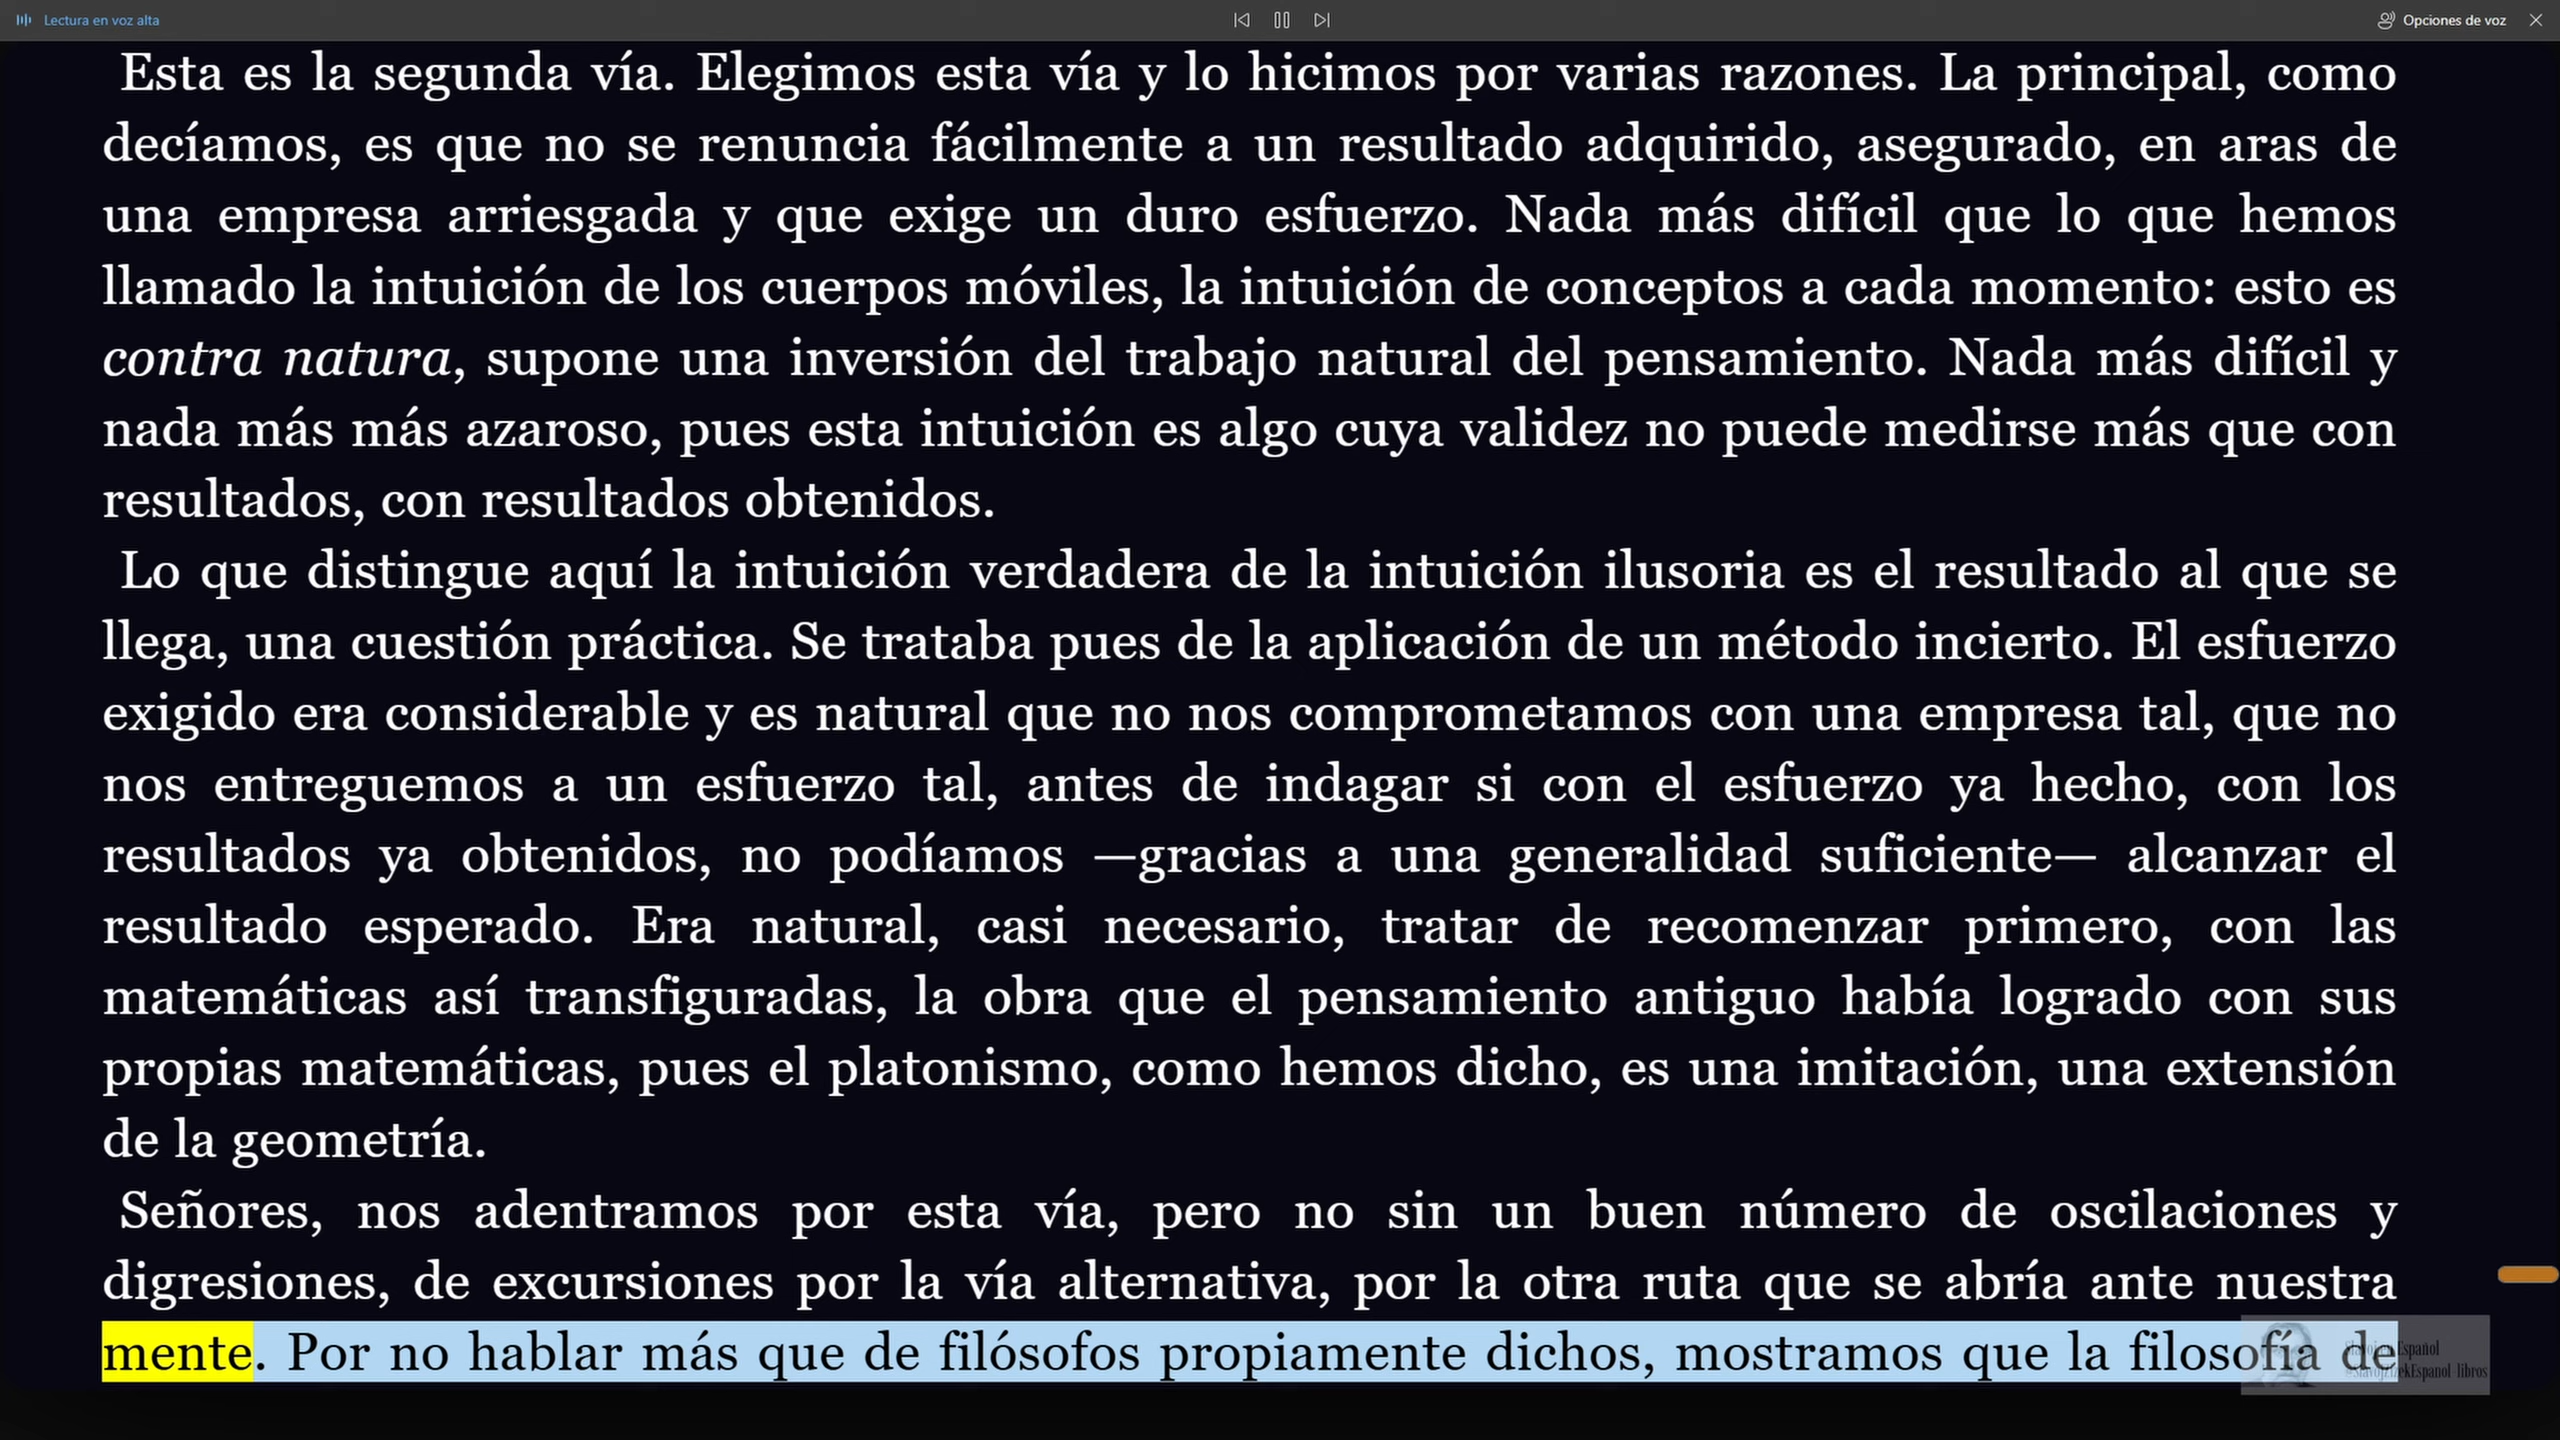 Lectura en voz alta
Opciones de voz
Esta es la segunda vía. Elegimos esta vía y lo hicimos por varias razones. La principal, como
decíamos, es que no se renuncia fácilmente a un resultado adquirido, asegurado, en aras de
una empresa arriesgada y que exige un duro esfuerzo. Nada más difícil que lo que hemos
llamado la intuición de los cuerpos móviles, la intuición de conceptos a cada momento: esto es
contra natura, supone una inversión del trabajo natural del pensamiento. Nada más difícil y
nada más más azaroso, pues esta intuición es algo cuya validez no puede medirse más que con
resultados, con resultados obtenidos.
Lo que distingue aquí la intuición verdadera de la intuición ilusoria es el resultado al que se
llega, una cuestión práctica. Se trataba pues de la aplicación de un método incierto. El esfuerzo
exigido era considerable y es natural que no nos comprometamos con una empresa tal, que no
nos entreguemos a un esfuerzo tal, antes de indagar si con el esfuerzo ya hecho, con los
resultados ya obtenidos, no podíamos —gracias a una generalidad suficiente— alcanzar el
resultado esperado. Era natural, casi necesario, tratar de recomenzar primero, con las
matemáticas así transfiguradas, la obra que el pensamiento antiguo había logrado con sus
propias matemáticas, pues el platonismo, como hemos dicho, es una imitación, una extensión
de la geometría.
Señores, nos adentramos por esta vía, pero no sin un buen número de oscilaciones y
digresiones, de excursiones por la vía alternativa, por la otra ruta que se abría ante nuestra
mente. Por no hablar más que de filósofos propiamente dichos, mostramos que la filosofía de
Español